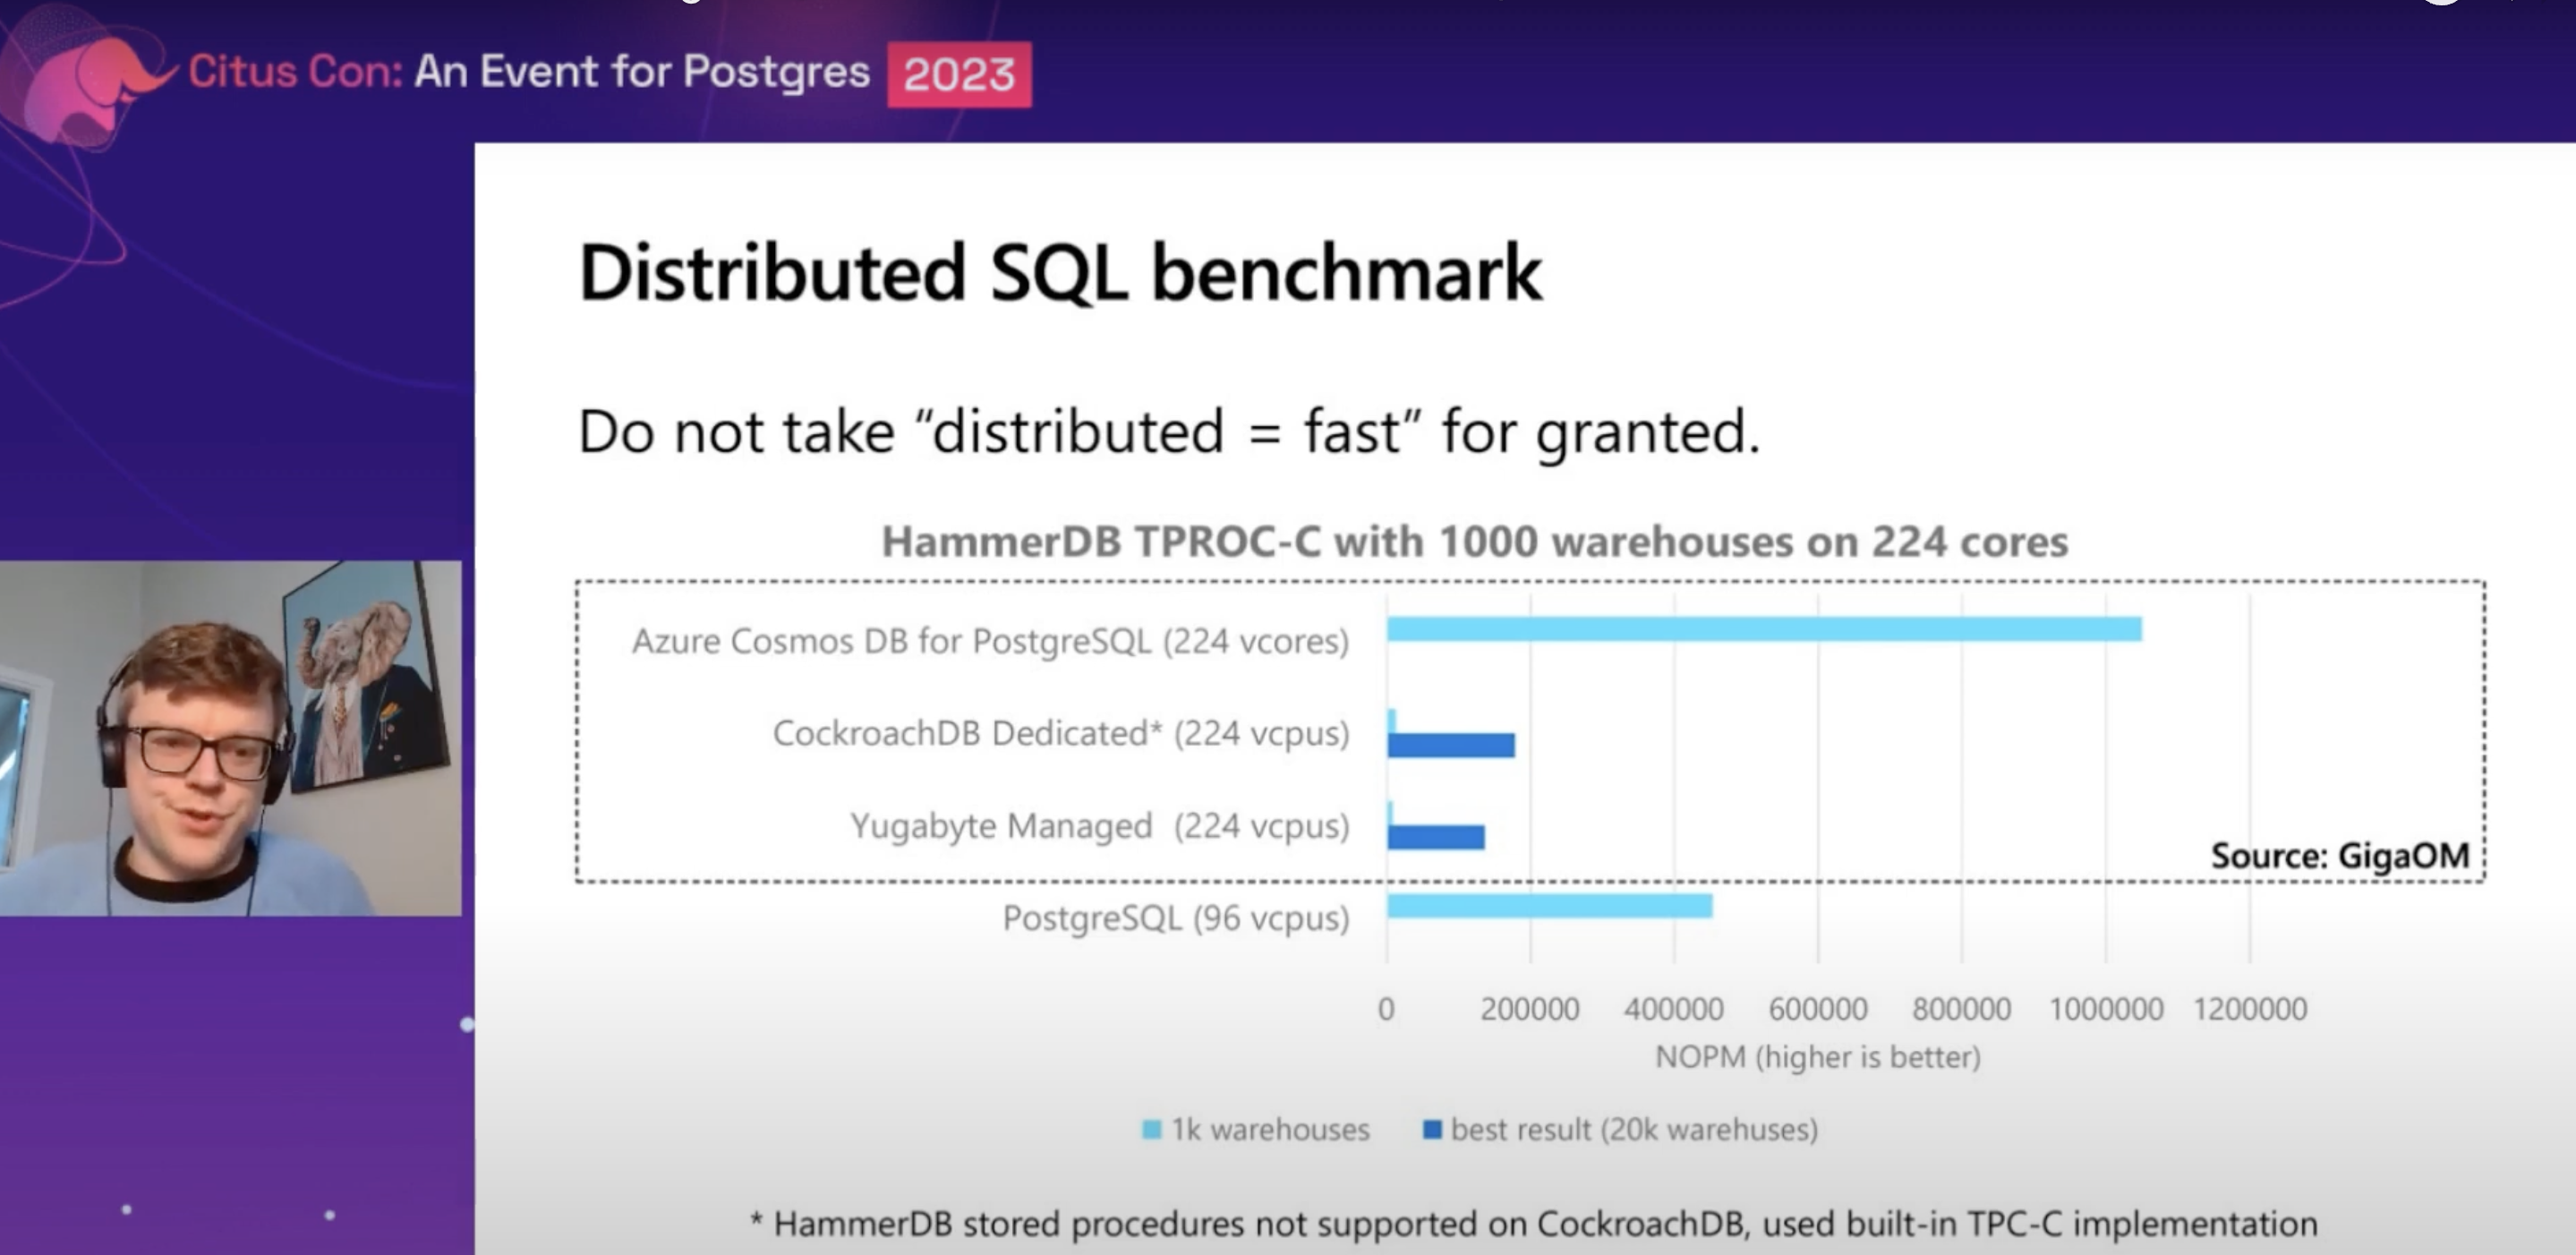 Citus Con: An Event for Postgres 2023
Distributed SQL benchmark
Do not take “distributed = fast” for granted.
HammerDB TPROC-C with 1000 warehouses on 224 cores
Azure Cosmos DB for PostgreSQL (224 vcores)
CockroachDB Dedicated* (224 vcpus)
Yugabyte Managed (224 vcpus)
Source: GigaOM
PostgreSQL (96 vcpus)
0 200000 400000 600000 800000 1000000 1200000
NOPM (higher is better)
1k warehouses best result (20k warehuses)
* HammerDB stored procedures not supported on CockroachDB, used built-in TPC-C implementation